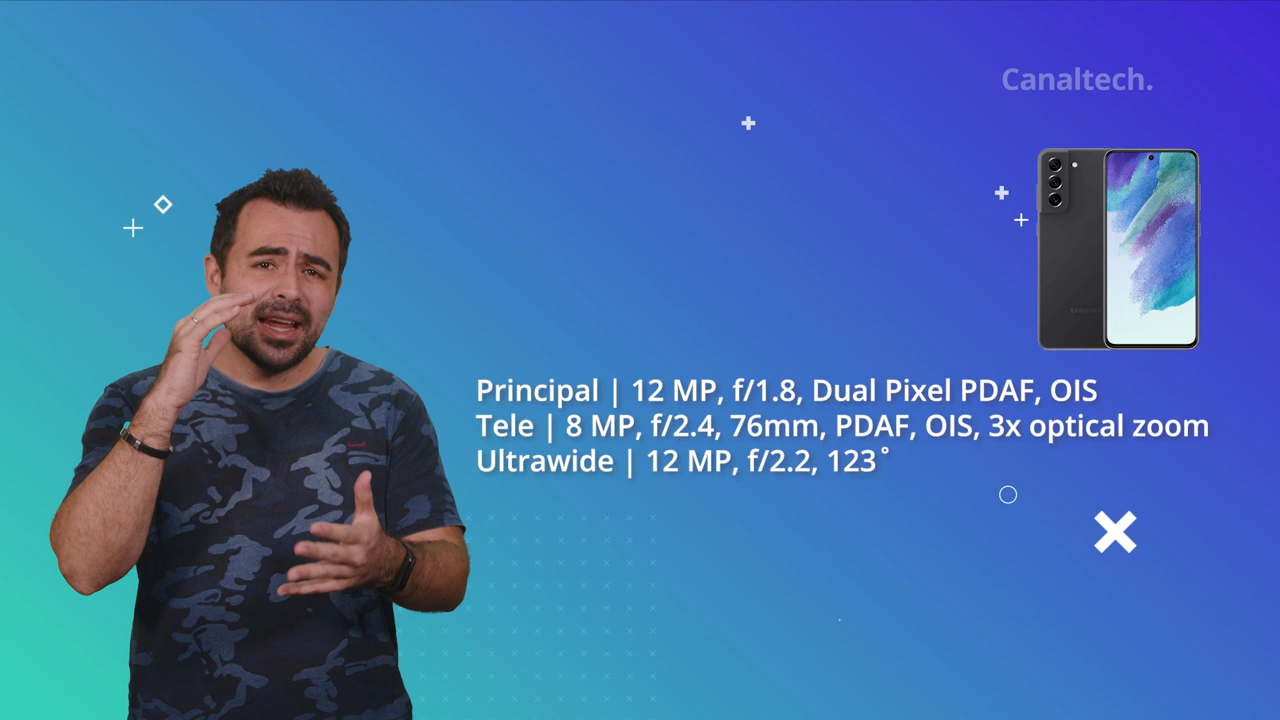 Canaltech.
SAMSUNG
Principal | 12 MP, f/1.8, Dual Pixel PDAF, OIS
Tele | 8 MP, f/2.4, 76mm, PDAF, OIS, 3x optical zoom
Ultrawide | 12 MP, f/2.2, 123˚